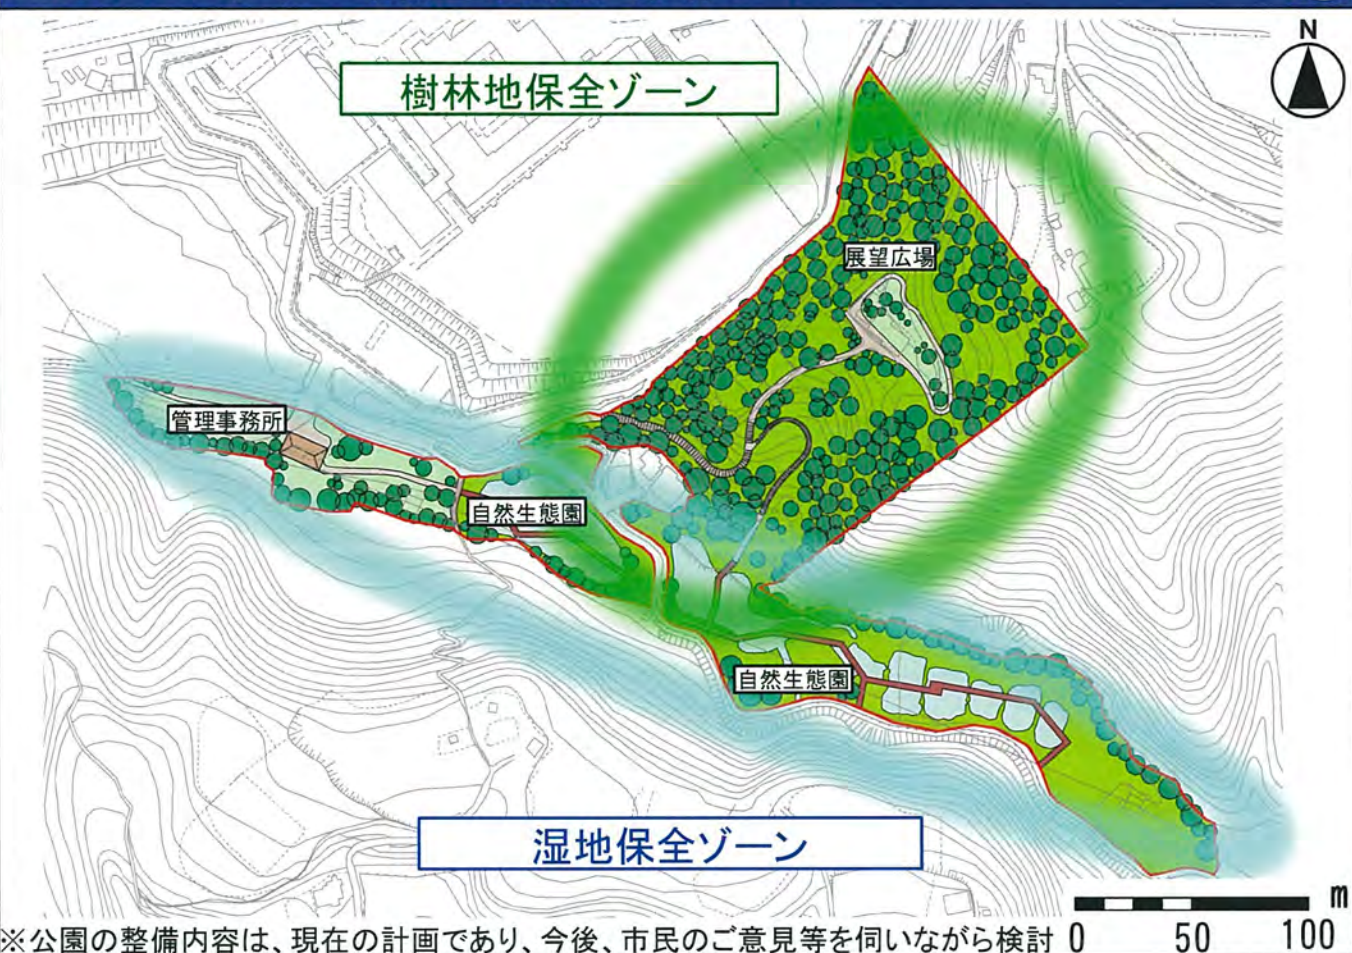 N
樹林地保全ゾーン
展望広場
管理事務所
自然生態園
自然生態園
湿地保全ゾーン
m
0 50 100
※公園の整備内容は、現在の計画であり、今後、市民のご意見等を伺いながら検討